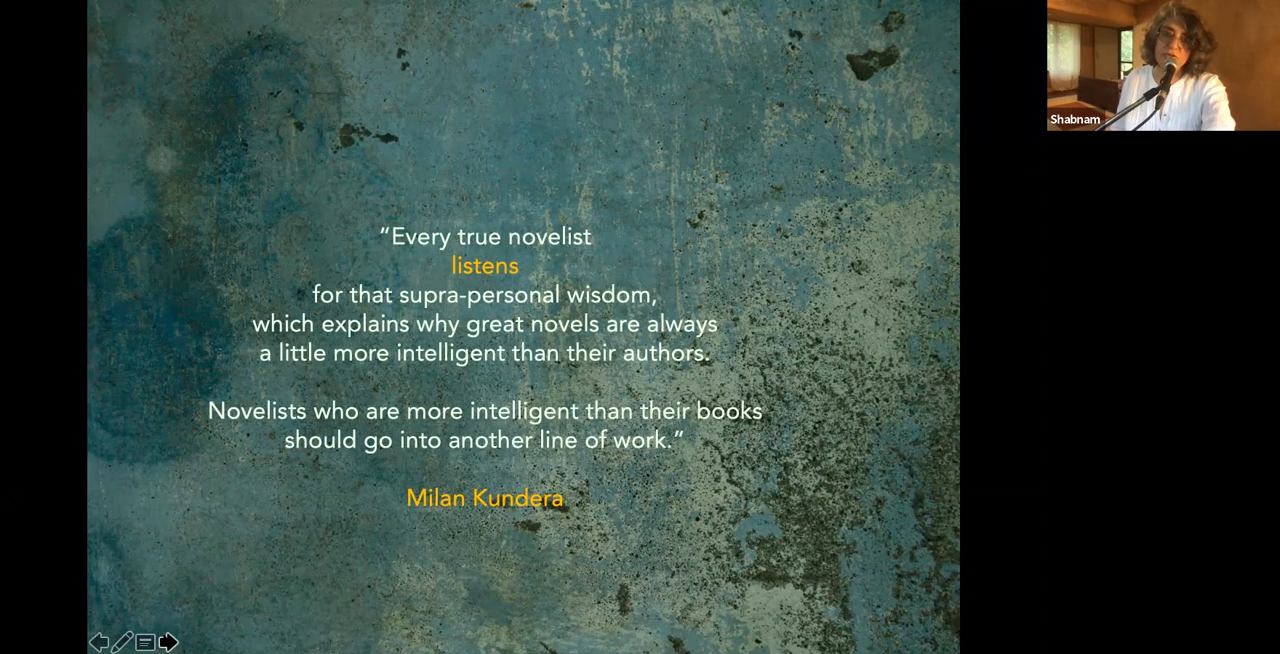 “Every true novelist
listens
for that supra-personal wisdom,
which explains why great novels are always
a little more intelligent than their authors.
Novelists who are more intelligent than their books
should go into another line of work.”
Milan Kundera
Shabnam